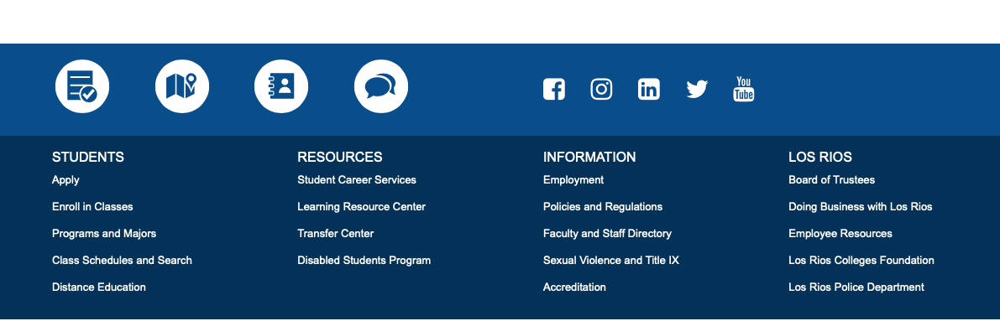 You
Tube
STUDENTS
Apply
Enroll in Classes
Programs and Majors
Class Schedules and Search
Distance Education
RESOURCES
Student Career Services
Learning Resource Center
Transfer Center
Disabled Students Program
INFORMATION
Employment
Policies and Regulations
Faculty and Staff Directory
Sexual Violence and Title IX
Accreditation
LOS RIOS
Board of Trustees
Doing Business with Los Rios
Employee Resources
Los Rios Colleges Foundation
Los Rios Police Department